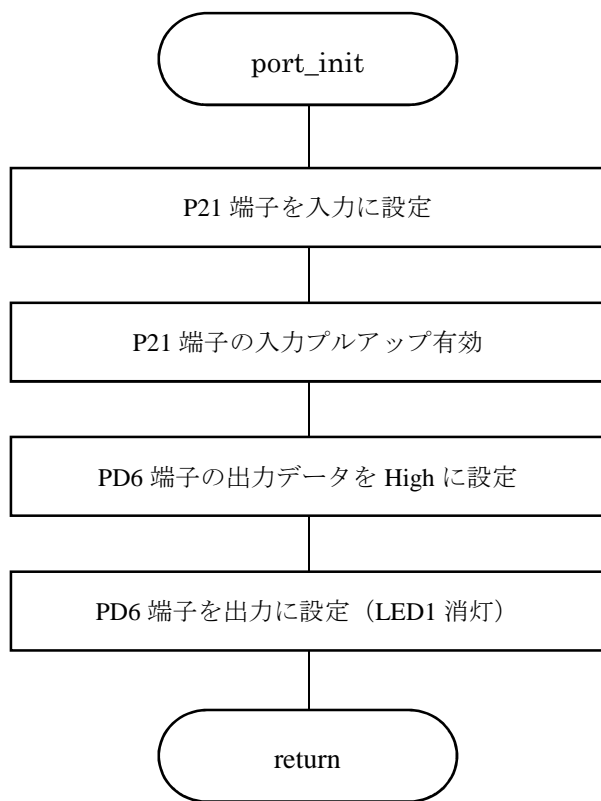 port_init
P21 端子を入力に設定
P21 端子の入力プルアップ有効
PD6 端子の出力データを High に設定
PD6 端子を出力に設定（LED1 消灯）
return